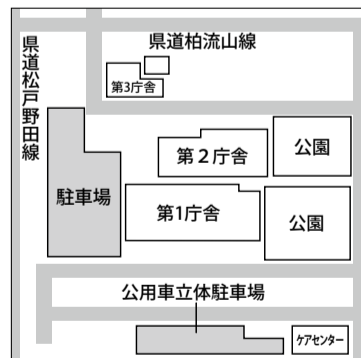 県道柏流山線
県道松戸野田線
第3庁舎
第２庁舎
公園
駐車場
第1庁舎
公園
公用車立体駐車場
ケアセンター